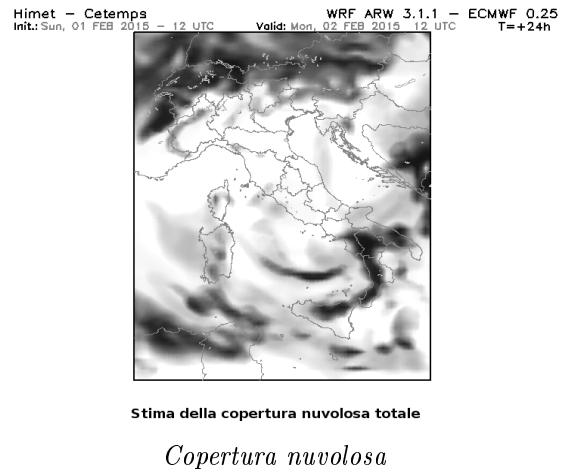 Himet – Cetemps WRF ARW 3.1.1 – ECMWF 0.25
Init.: Sun, 01 FEB 2015 – 12 UTC Valid: Mon, 02 FEB 2015 12 UTC T=+24h
Stima della copertura nuvolosa totale
Copertura nuvolosa